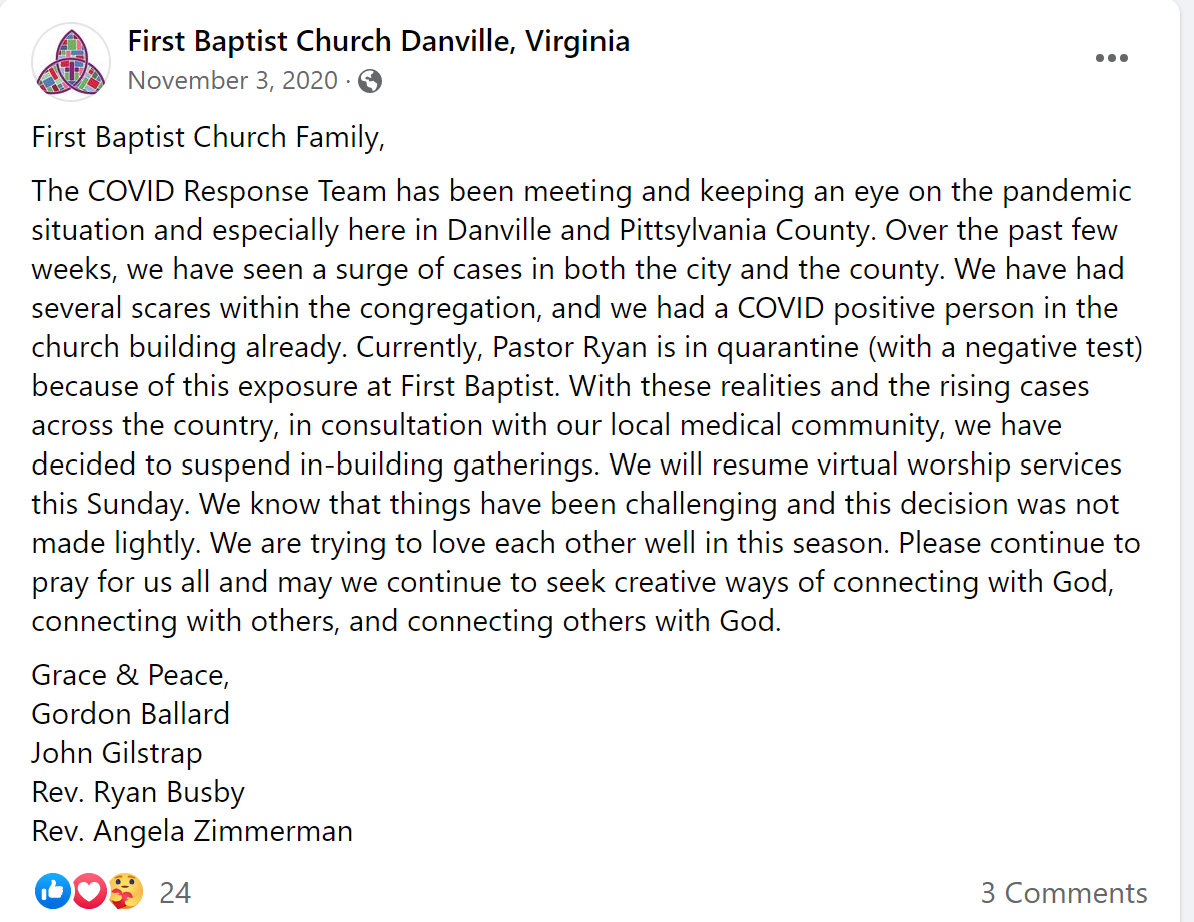 First Baptist Church Danville, Virginia
November 3, 2020 ·
First Baptist Church Family,
The COVID Response Team has been meeting and keeping an eye on the pandemic
situation and especially here in Danville and Pittsylvania County. Over the past few
weeks, we have seen a surge of cases in both the city and the county. We have had
several scares within the congregation, and we had a COVID positive person in the
church building already. Currently, Pastor Ryan is in quarantine (with a negative test)
because of this exposure at First Baptist. With these realities and the rising cases
across the country, in consultation with our local medical community, we have
decided to suspend in-building gatherings. We will resume virtual worship services
this Sunday. We know that things have been challenging and this decision was not
made lightly. We are trying to love each other well in this season. Please continue to
pray for us all and may we continue to seek creative ways of connecting with God,
connecting with others, and connecting others with God.
Grace & Peace,
Gordon Ballard
John Gilstrap
Rev. Ryan Busby
Rev. Angela Zimmerman
24
3 Comments